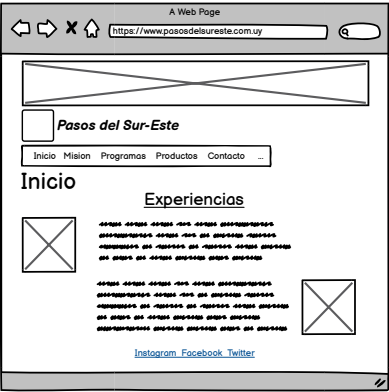 A Web Page
https://www.pasosdelsureste.com.uy
Pasos del Sur-Este
Inicio Mision Programas Productos Contacto ...
Inicio
Experiencias
Instagram Facebook Twitter